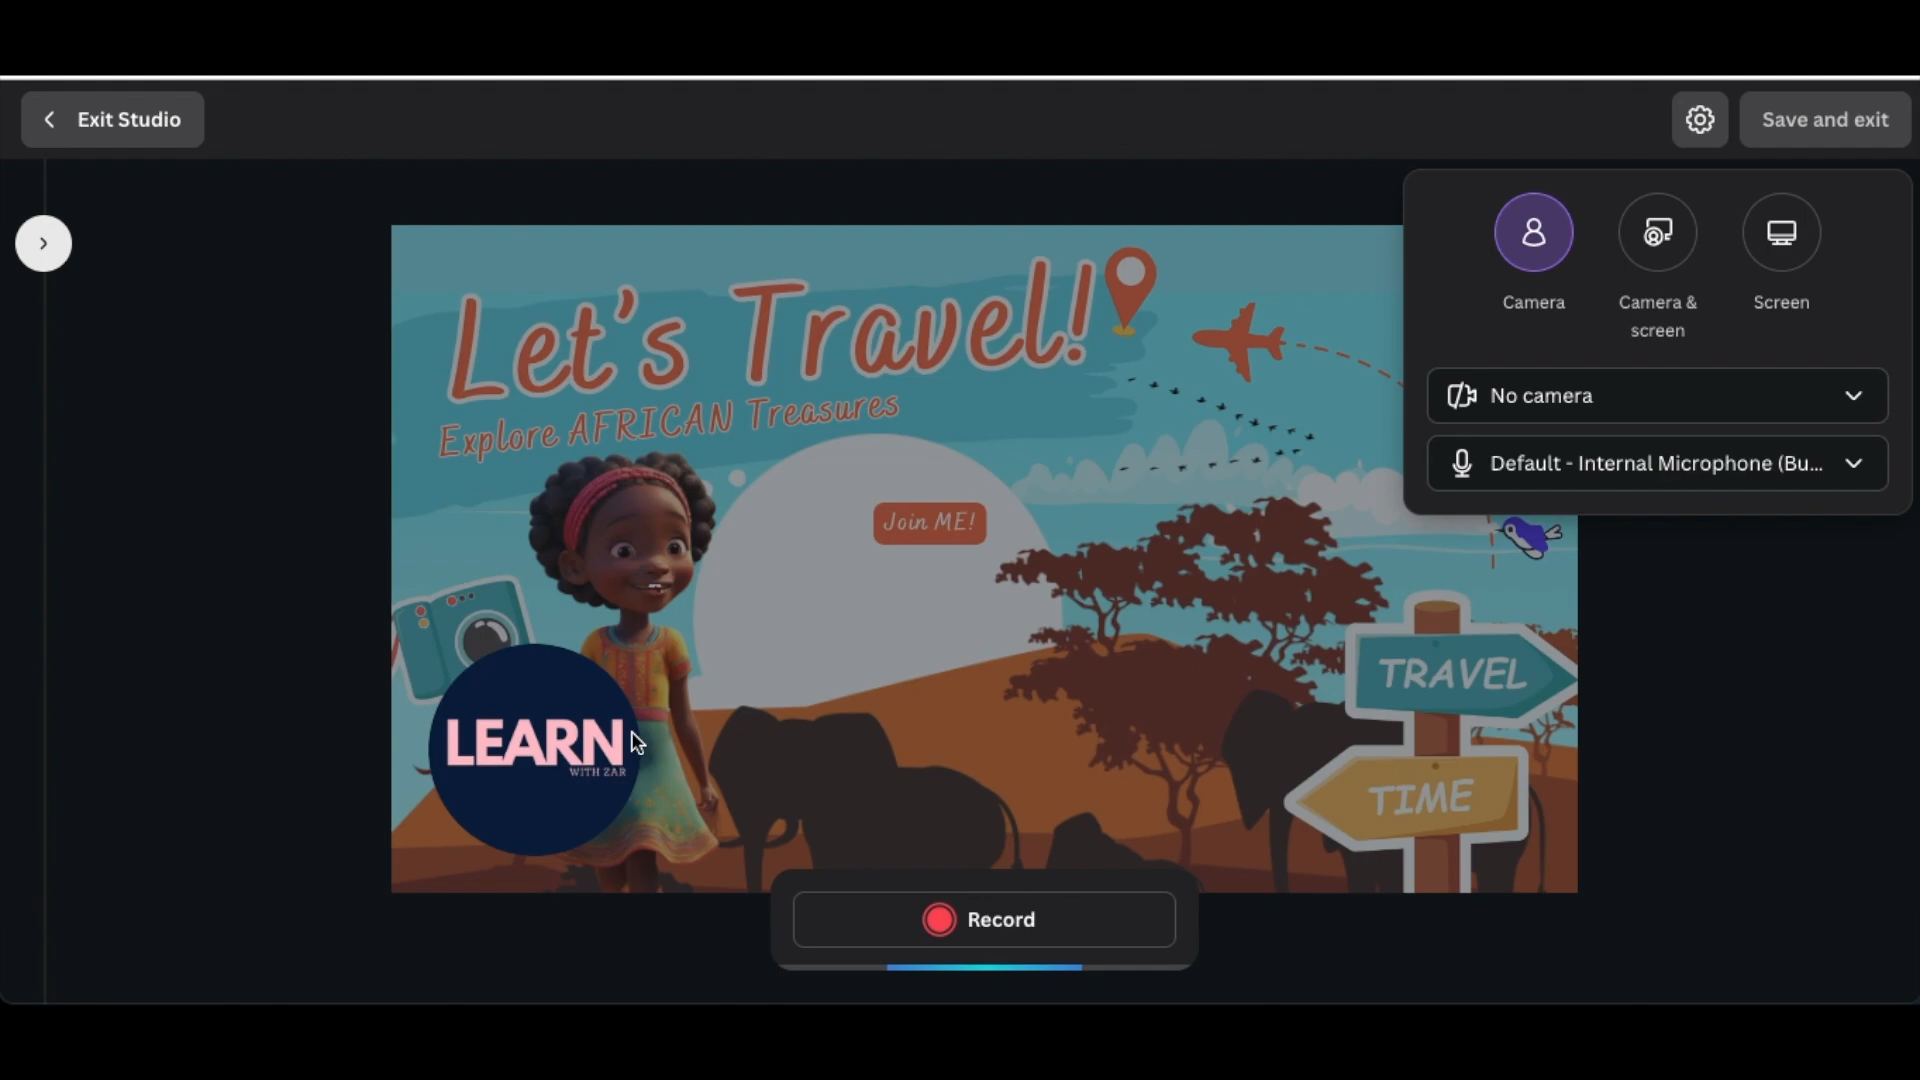 Exit Studio
Save and exit
Camera
Camera &
screen
Screen
No camera
Default - Internal Microphone (Bu...
Let's Travel!
Explore AFRICAN Treasures
Join ME!
TRAVEL
TIME
LEARN
WITH ZAR
Record